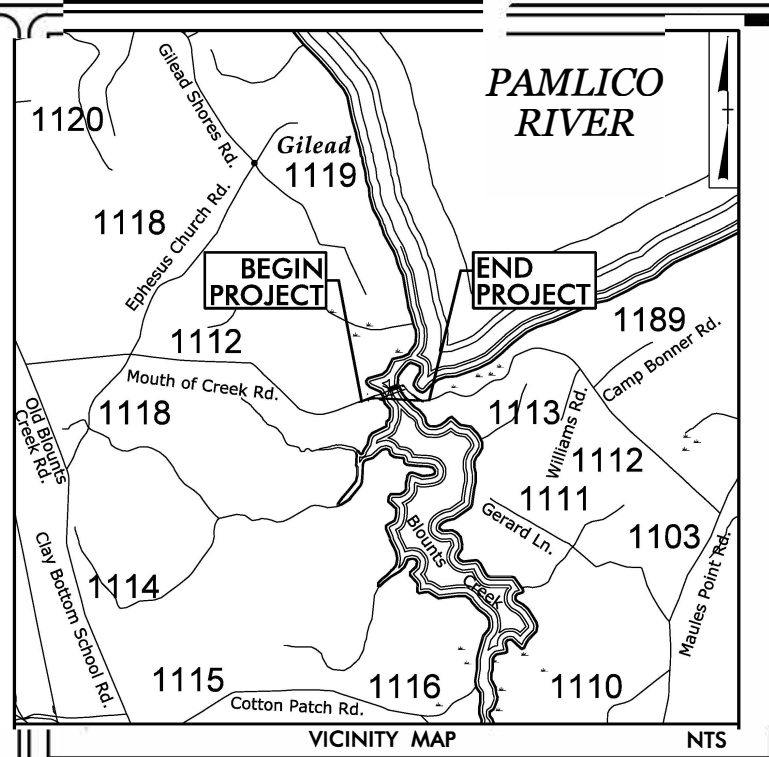 PAMLICO
RIVER
Gilead Shores Rd.
1120
Gilead
1119
1118
Ephesus Church Rd.
BEGIN
PROJECT
END
PROJECT
1189
1112
Camp Bonner Rd.
Mouth of Creek Rd.
Old Blounts
Creek Rd.
1118
1113
Williams Rd.
1112
1111
Gerard Ln.
1103
Blounts
Creek
Maules Point Rd.
Clay Bottom School Rd.
1114
1115
1116
1110
Cotton Patch Rd.
VICINITY MAP
NTS